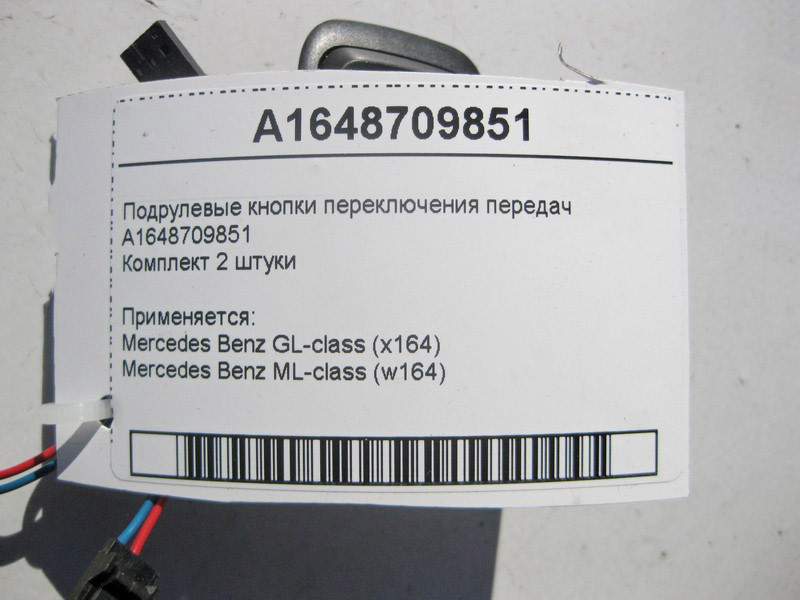 A1648709851
Подрулевые кнопки переключения передач
A1648709851
Комплект 2 штуки
Применяется:
Mercedes Benz GL-class (x164)
Mercedes Benz ML-class (w164)